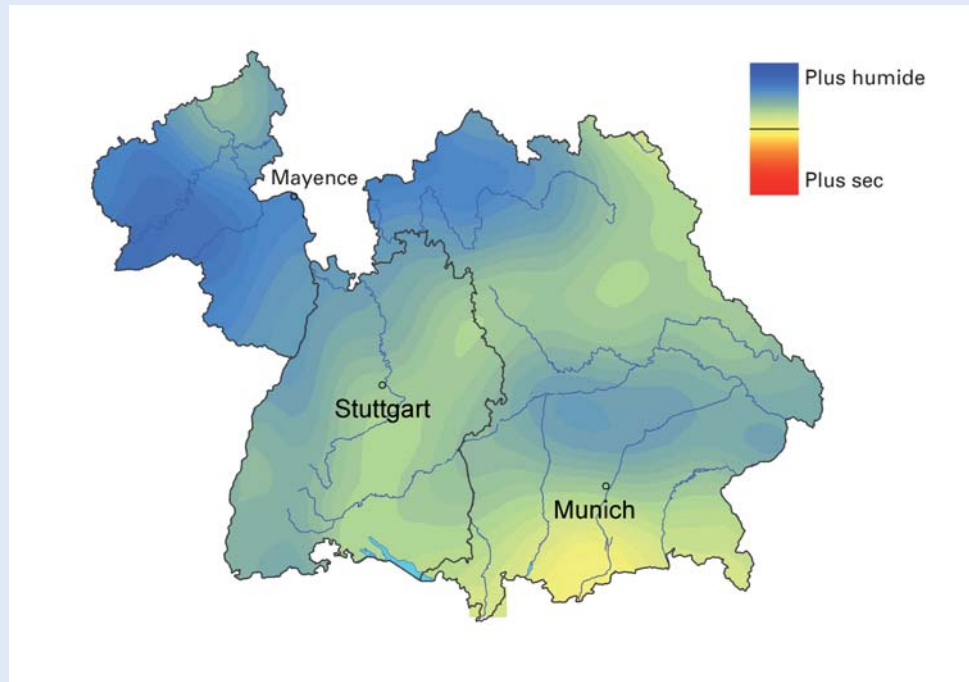 Plus humide
Plus sec
Mayence
Stuttgart
Munich